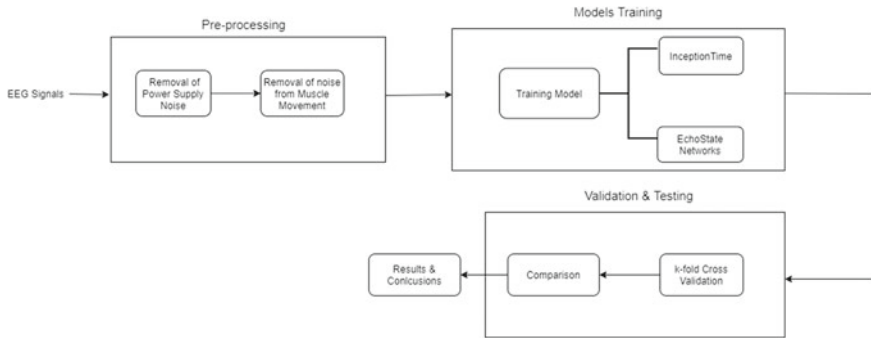 Pre-processing
Models Training
EEG Signals
Removal of
Power Supply
Noise
Removal of noise
from Muscle
Movement
Training Model
InceptionTime
EchoState
Networks
Validation & Testing
Results &
Conlcusions
Comparison
k-fold Cross
Validation